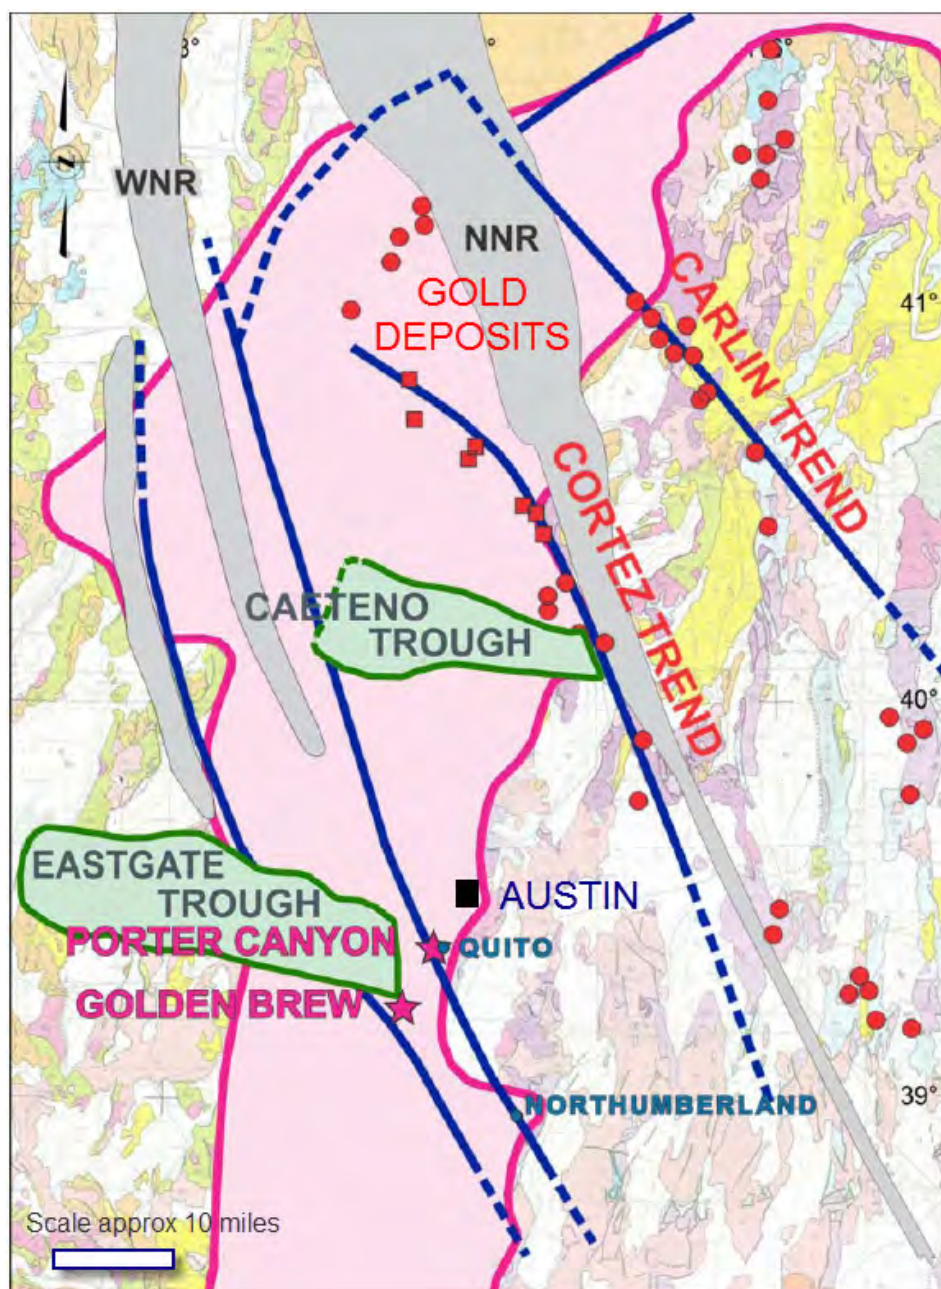 WNR
NNR
GOLD
DEPOSITS
41°
CARLIN TREND
CORTEZ TREND
CAETENO
TROUGH
40°
EASTGATE
TROUGH
AUSTIN
PORTER CANYON
QUITO
GOLDEN BREW
39°
NORTHUMBERLAND
Scale approx 10 miles